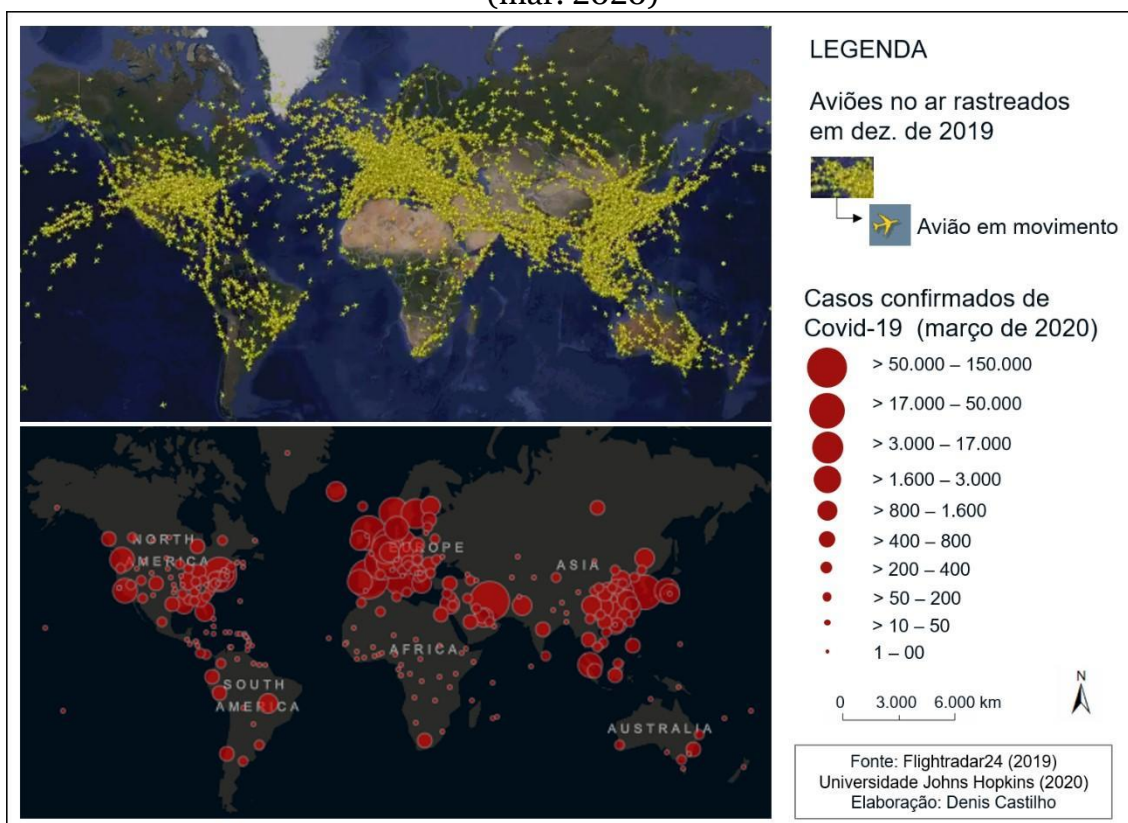 (mar. 2020)
LEGENDA
Aviões no ar rastreados
em dez. de 2019
Avião em movimento
Casos confirmados de
Covid-19 (março de 2020)
> 50.000 – 150.000
> 17.000 – 50.000
> 3.000 – 17.000
> 1.600 – 3.000
> 800 – 1.600
> 400 – 800
> 200 – 400
> 50 – 200
> 10 – 50
1 – 00
N
0 3.000 6.000 km
Fonte: Flightradar24 (2019)
Universidade Johns Hopkins (2020)
Elaboração: Denis Castilho
NORTH
AMERICA
EUROPE
ASIA
AFRICA
SOUTH
AMERICA
AUSTRALIA